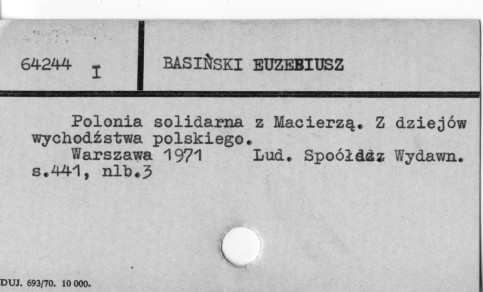 64244 I BASIŃSKI EUZEBIUSZ
Polonia solidarna z Macierzą. Z dziejów
wychodźstwa polskiego.
Warszawa 1971 Lud. Wydawn.
s.441, nlb.3
DUJ. 693/70. 10 000.